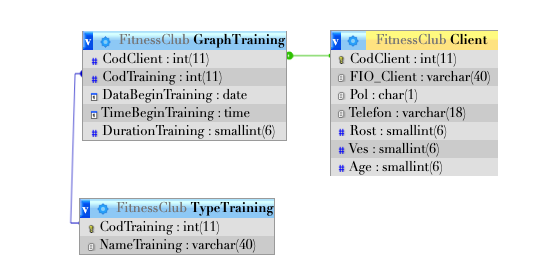 v FitnessClub GraphTraining
CodClient : int(11)
CodTraining : int(11)
DataBeginTraining : date
TimeBeginTraining : time
DurationTraining : smallint(6)
v FitnessClub Client
CodClient : int(11)
FIO_Client : varchar(40)
Pol : char(1)
Telefon : varchar(18)
Rost : smallint(6)
Ves : smallint(6)
Age : smallint(6)
v FitnessClub TypeTraining
CodTraining : int(11)
NameTraining : varchar(40)